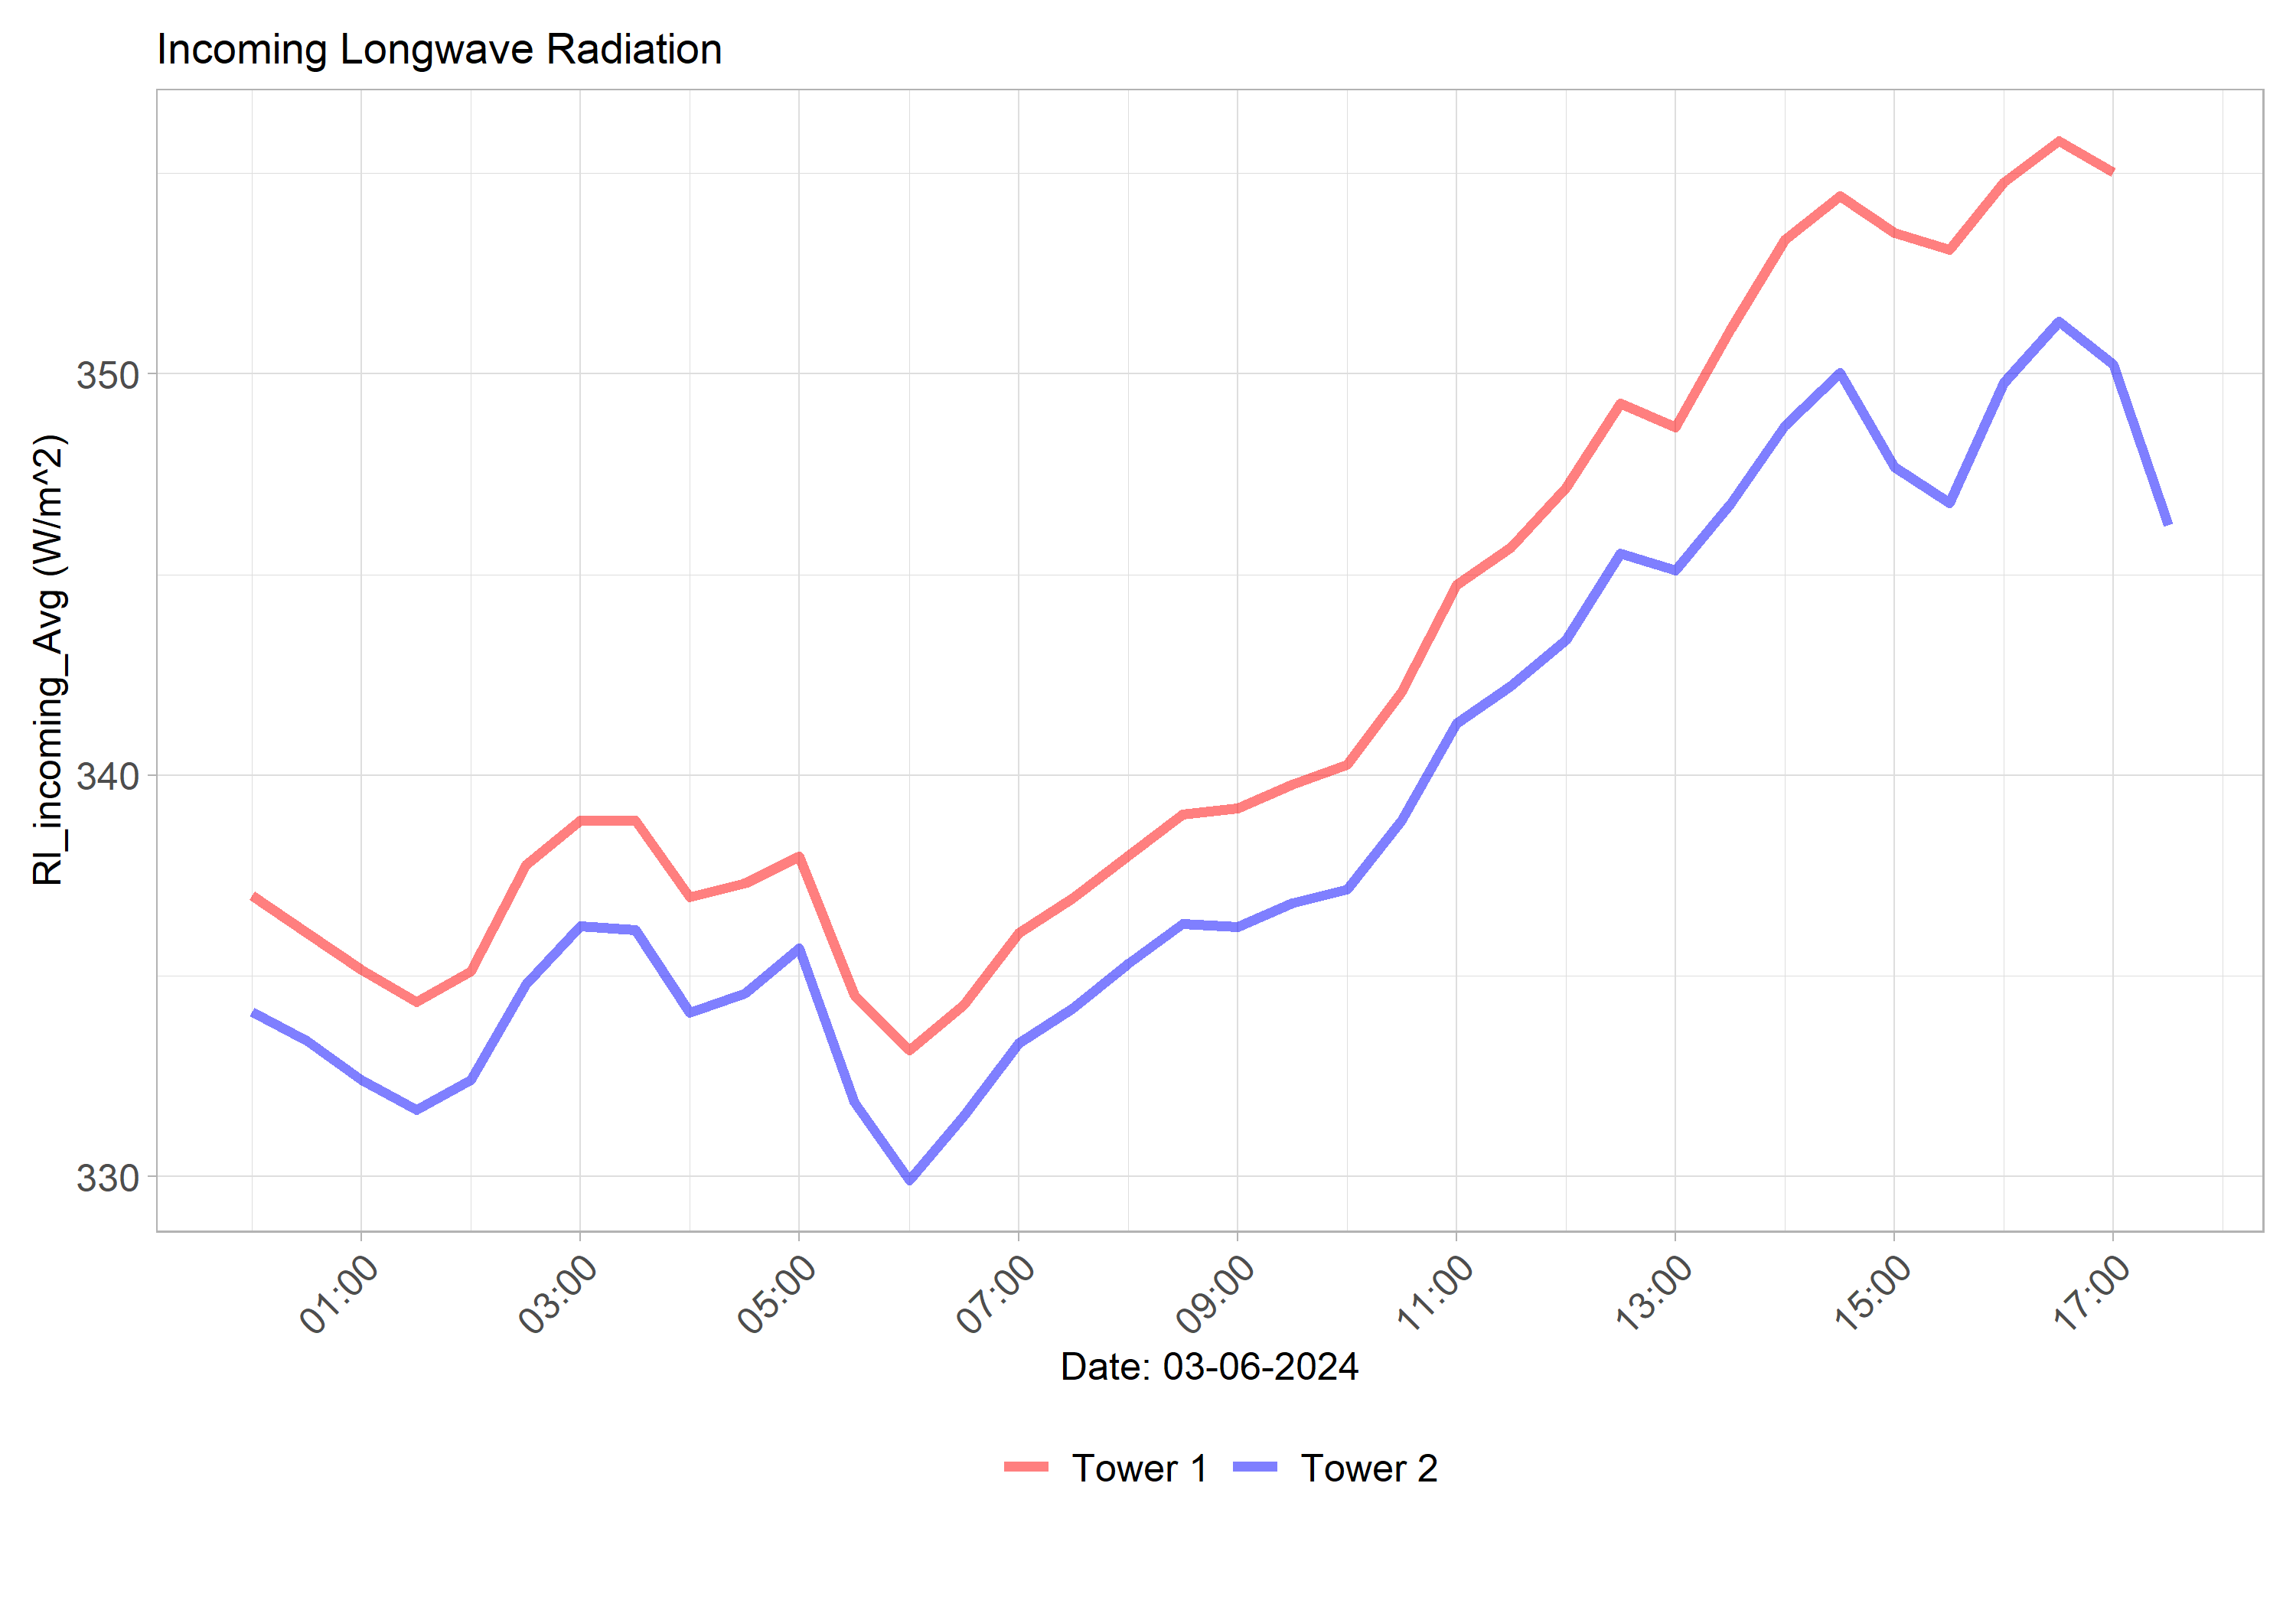 Incoming Longwave Radiation
Rl_incoming_Avg (W/m^2)
350
340
330
01:00 03:00 05:00 07:00 09:00 11:00 13:00 15:00 17:00
Date: 03-06-2024
Tower 1 Tower 2